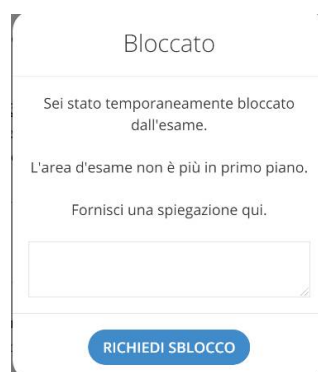 Bloccato
Sei stato temporaneamente bloccato
dall'esame.
L'area d'esame non è più in primo piano.
Fornisci una spiegazione qui.
RICHIEDI SBLOCCO